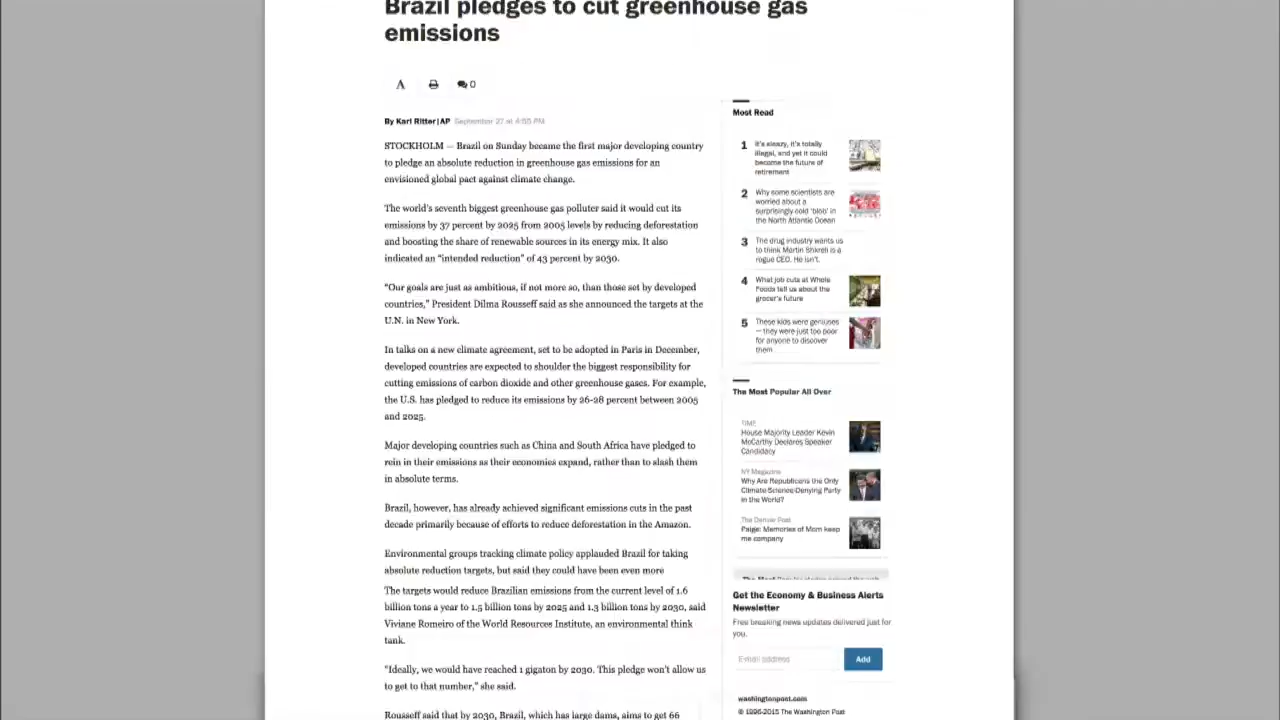 Brazil pledges to cut greenhouse gas
emissions
A
0
By Karl Ritter | AP September 27 at 4:55 PM
STOCKHOLM — Brazil on Sunday became the first major developing country
to pledge an absolute reduction in greenhouse gas emissions for an
envisioned global pact against climate change.
The world's seventh biggest greenhouse gas polluter said it would cut its
emissions by 37 percent by 2025 from 2005 levels by reducing deforestation
and boosting the share of renewable sources in its energy mix. It also
indicated an "intended reduction" of 43 percent by 2030.
"Our goals are just as ambitious, if not more so, than those set by developed
countries," President Dilma Rousseff said as she announced the targets at the
U.N. in New York.
In talks on a new climate agreement, set to be adopted in Paris in December,
developed countries are expected to shoulder the biggest responsibility for
cutting emissions of carbon dioxide and other greenhouse gases. For example,
the U.S. has pledged to reduce its emissions by 26-28 percent between 2005
and 2025.
Major developing countries such as China and South Africa have pledged to
rein in their emissions as their economies expand, rather than to slash them
in absolute terms.
Brazil, however, has already achieved significant emissions cuts in the past
decade primarily because of efforts to reduce deforestation in the Amazon.
Environmental groups tracking climate policy applauded Brazil for taking
absolute reduction targets, but said they could have been even more
The targets would reduce Brazilian emissions from the current level of 1.6
billion tons a year to 1.5 billion tons by 2025 and 1.3 billion tons by 2030, said
Viviane Romeiro of the World Resources Institute, an environmental think
tank.
"Ideally, we would have reached 1 gigaton by 2030. This pledge won't allow us
to get to that number," she said.
Rousseff said that by 2030, Brazil, which has large dams, aims to get 66
Most Read
1 It's sleazy, it's totally
illegal, and yet it could
become the future of
retirement
2 Why some scientists are
worried about a
surprisingly cold 'blob' in
the North Atlantic Ocean
3 The drug industry wants us
to think Martin Shkreli is a
rogue CEO. He isn't.
4 What job cuts at Whole
Foods tell us about the
grocer's future
5 These kids were geniuses
— they were just too poor
for anyone to discover
them
The Most Popular All Over
TIME
House Majority Leader Kevin
McCarthy Declares Speaker
Candidacy
NY Magazine
Why Are Republicans the Only
Climate-Science-Denying Party
in the World?
The Denver Post
Paige: Memories of Mom keep
me company
The Most
Get the Economy & Business Alerts
Newsletter
Free breaking news updates delivered just for
you.
E-mail address
Add
washingtonpost.com
© 1996-2015 The Washington Post